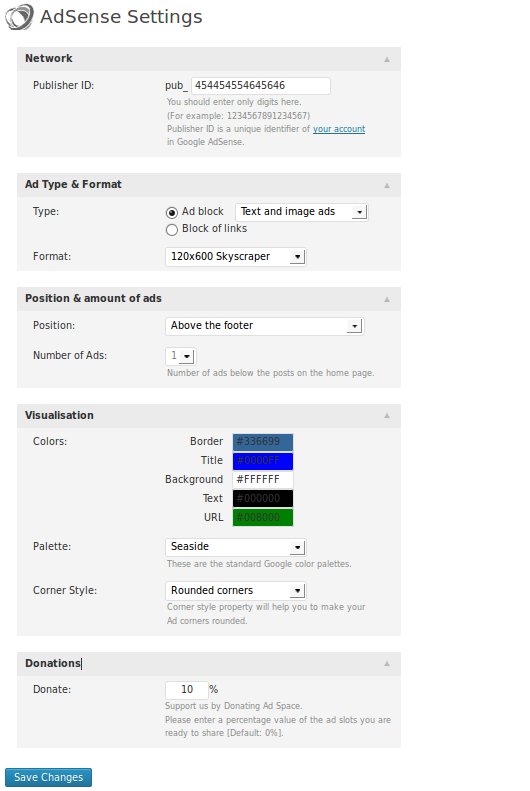 AdSense Settings
Network
Publisher ID: pub_ 454454554645646
You should enter only digits here.
(For example: 1234567891234567)
Publisher ID is a unique identifier of your account
in Google AdSense.
Ad Type & Format
Type: Ad block Text and image ads
Block of links
Format: 120x600 Skyscraper
Position & amount of ads
Position: Above the footer
Number of Ads: 1
Number of ads below the posts on the home page.
Visualisation
Colors: Border #336699
Title #0000FF
Background #FFFFFF
Text #000000
URL #008000
Palette: Seaside
These are the standard Google color palettes.
Corner Style: Rounded corners
Corner style property will help you to make your
Ad corners rounded.
Donations
Donate: 10 %
Support us by Donating Ad Space.
Please enter a percentage value of the ad slots you are
ready to share [Default: 0%].
Save Changes